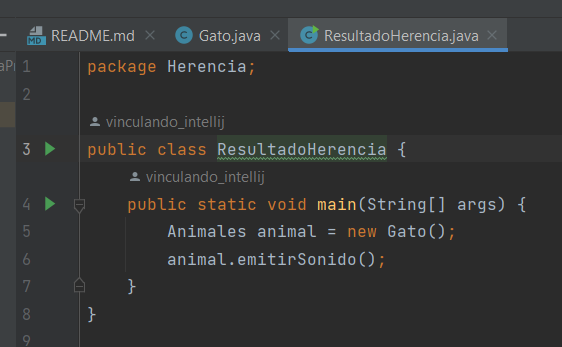 README.md Gato.java ResultadoHerencia.java
1 package Herencia;
2
vinculando_intellij
3 public class ResultadoHerencia {
vinculando_intellij
4 public static void main(String[] args) {
5 Animales animal = new Gato();
6 animal.emitirSonido();
7 }
8 }
9